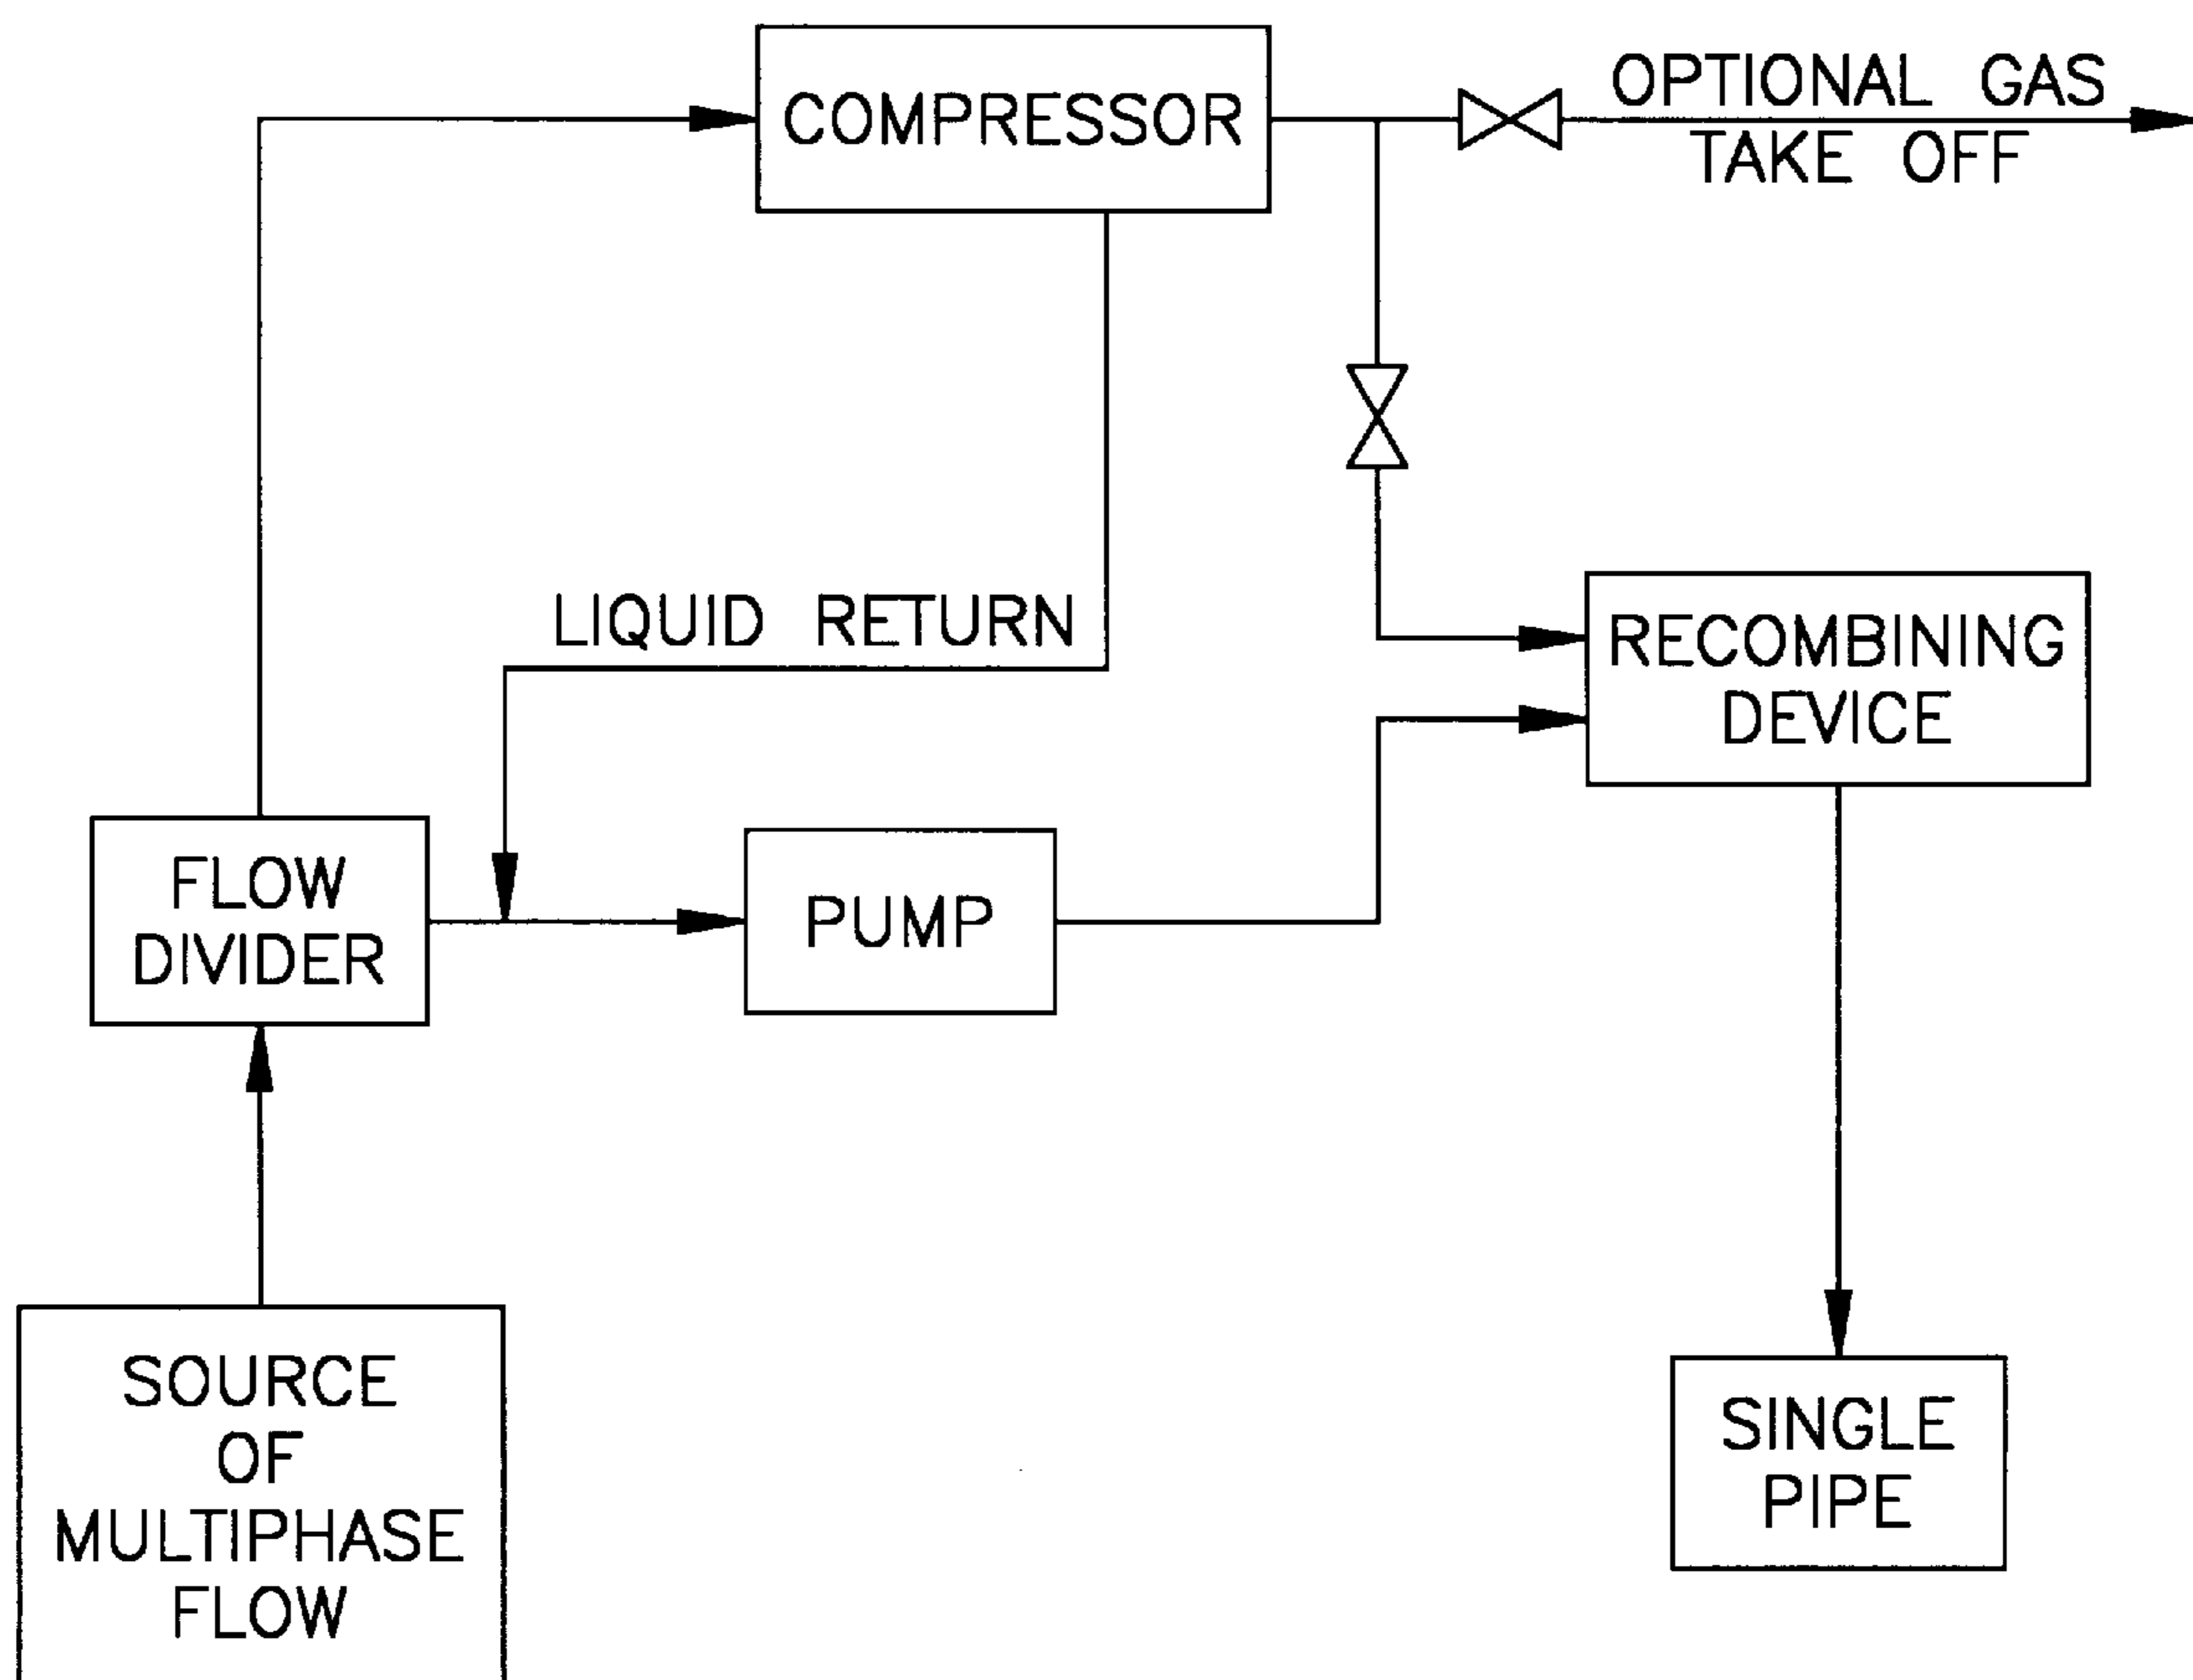 COMPRESSOR
OPTIONAL GAS
TAKE OFF
LIQUID RETURN
RECOMBINING
DEVICE
FLOW
DIVIDER
PUMP
SOURCE
OF
MULTIPHASE
FLOW
SINGLE
PIPE